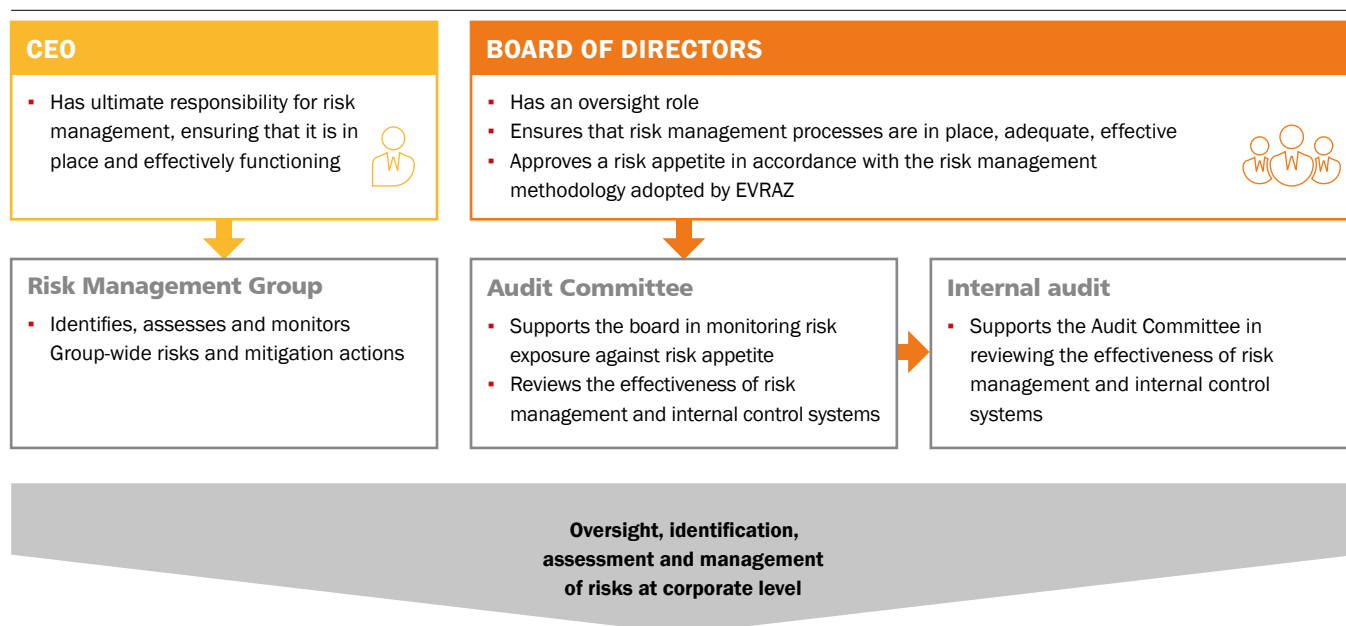 CEO
▪ Has ultimate responsibility for risk
management, ensuring that it is in
place and effectively functioning
BOARD OF DIRECTORS
▪ Has an oversight role
▪ Ensures that risk management processes are in place, adequate, effective
▪ Approves a risk appetite in accordance with the risk management
methodology adopted by EVRAZ
Risk Management Group
▪ Identifies, assesses and monitors
Group-wide risks and mitigation actions
Audit Committee
▪ Supports the board in monitoring risk
exposure against risk appetite
▪ Reviews the effectiveness of risk
management and internal control systems
Internal audit
▪ Supports the Audit Committee in
reviewing the effectiveness of risk
management and internal control
systems
Oversight, identification,
assessment and management
of risks at corporate level